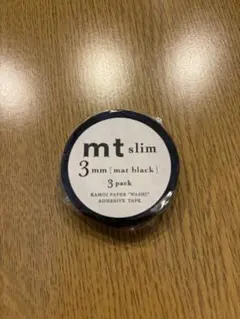 mt slim
3mm [mat black]
3 pack
KAMOI PAPER "WASHI"
ADHESIVE TAPE